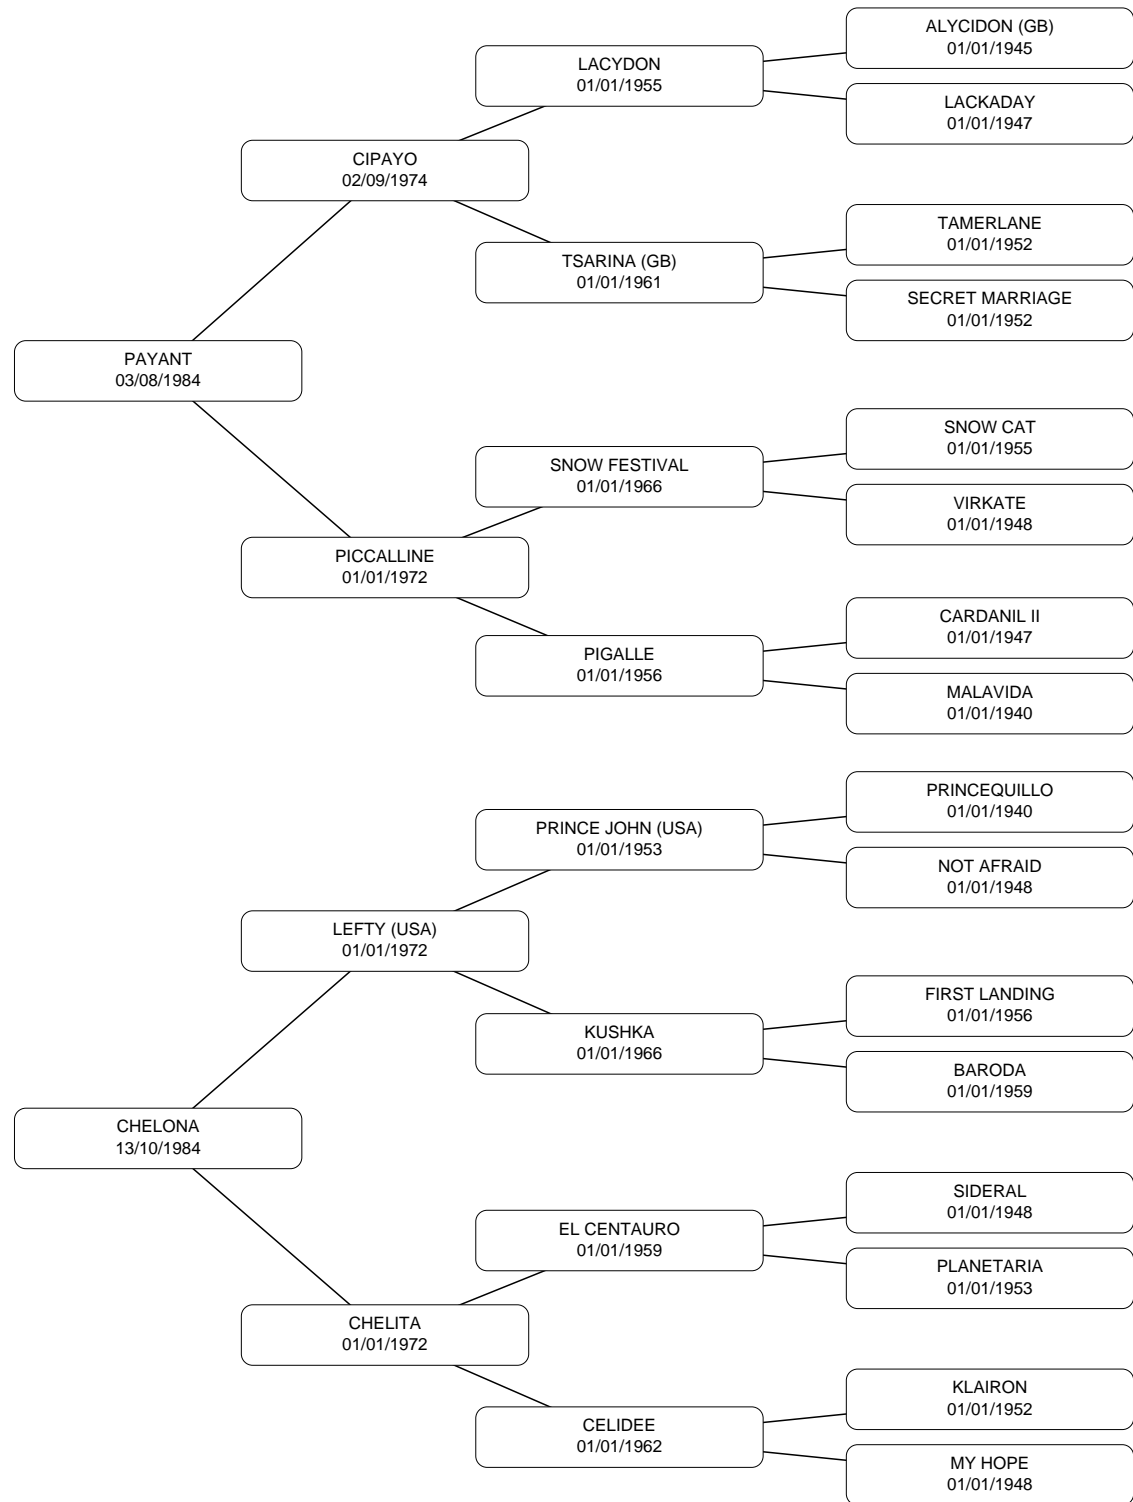 ALYCIDON (GB)
01/01/1945
LACYDON
01/01/1955
LACKADAY
01/01/1947
CIPAYO
02/09/1974
TAMERLANE
01/01/1952
TSARINA (GB)
01/01/1961
SECRET MARRIAGE
01/01/1952
PAYANT
03/08/1984
SNOW CAT
01/01/1955
SNOW FESTIVAL
01/01/1966
VIRKATE
01/01/1948
PICCALLINE
01/01/1972
CARDANIL II
01/01/1947
PIGALLE
01/01/1956
MALAVIDA
01/01/1940
PRINCEQUILLO
01/01/1940
PRINCE JOHN (USA)
01/01/1953
NOT AFRAID
01/01/1948
LEFTY (USA)
01/01/1972
FIRST LANDING
01/01/1956
KUSHKA
01/01/1966
BARODA
01/01/1959
CHELONA
13/10/1984
SIDERAL
01/01/1948
EL CENTAURO
01/01/1959
PLANETARIA
01/01/1953
CHELITA
01/01/1972
KLAIRON
01/01/1952
CELIDEE
01/01/1962
MY HOPE
01/01/1948